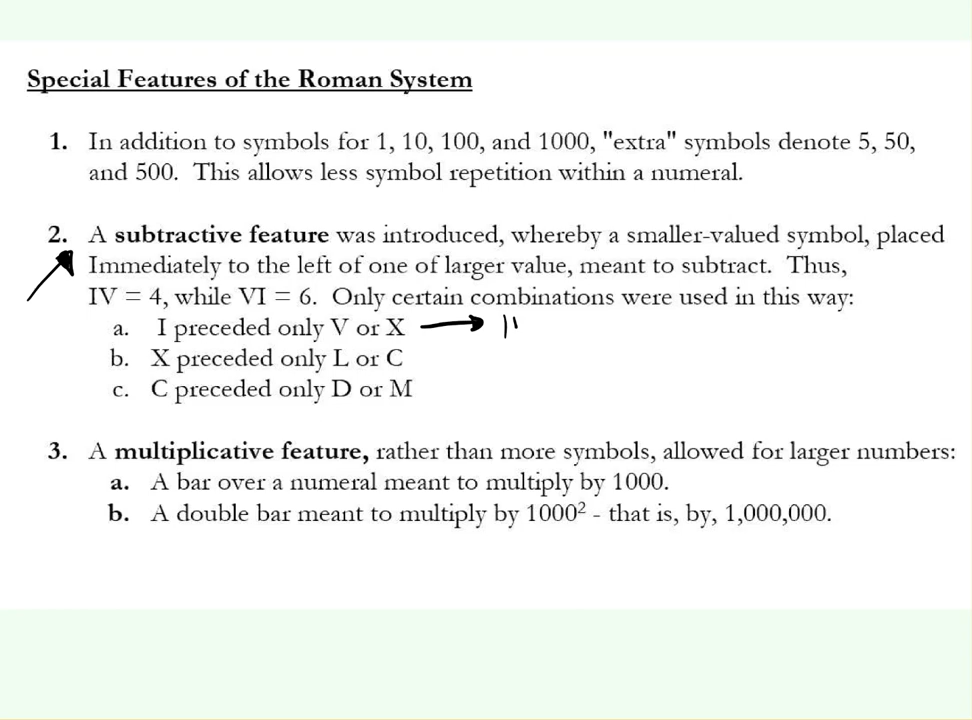 Special Features of the Roman System
1. In addition to symbols for 1, 10, 100, and 1000, "extra" symbols denote 5, 50,
and 500. This allows less symbol repetition within a numeral.
2. A subtractive feature was introduced, whereby a smaller-valued symbol, placed
Immediately to the left of one of larger value, meant to subtract. Thus,
IV = 4, while VI = 6. Only certain combinations were used in this way:
a. I preceded only V or X
b. X preceded only L or C
c. C preceded only D or M
3. A multiplicative feature, rather than more symbols, allowed for larger numbers:
a. A bar over a numeral meant to multiply by 1000.
b. A double bar meant to multiply by 1000² - that is, by, 1,000,000.